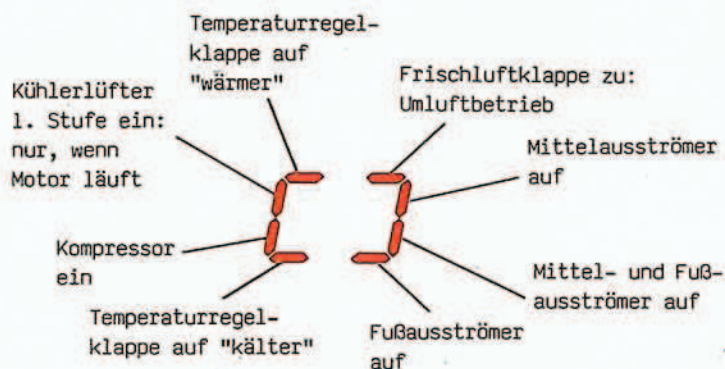 Temperaturregel-
klappe auf
"wärmer"
Frischluftklappe zu:
Umluftbetrieb
Kühlerlüfter
1. Stufe ein:
nur, wenn
Motor läuft
Mittelausströmer
auf
Kompressor
ein
Mittel- und Fuß-
ausströmer auf
Temperaturregel-
klappe auf "kälter"
Fußausströmer
auf